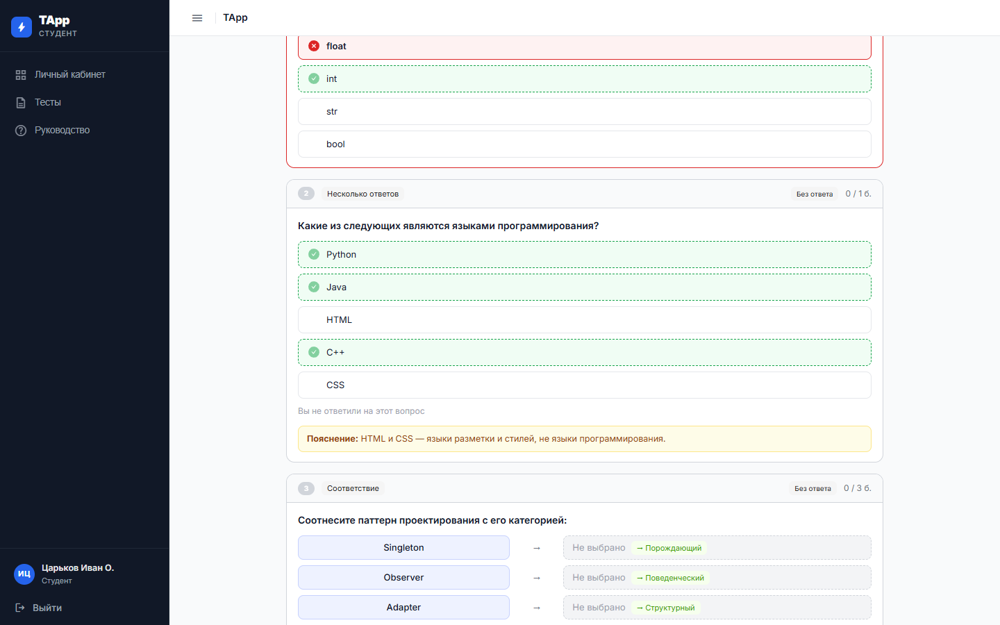 TApp
СТУДЕНТ
Личный кабинет
Тесты
Руководство
Царьков Иван О.
ИЦ
Студент
Выйти
TApp
float
int
str
bool
2 Несколько ответов Без ответа 0 / 1 б.
Какие из следующих являются языками программирования?
Python
Java
HTML
C++
CSS
Вы не ответили на этот вопрос
Пояснение: HTML и CSS — языки разметки и стилей, не языки программирования.
3 Соответствие Без ответа 0 / 3 б.
Соотнесите паттерн проектирования с его категорией:
Singleton → Не выбрано → Порождающий
Observer → Не выбрано → Поведенческий
Adapter → Не выбрано → Структурный